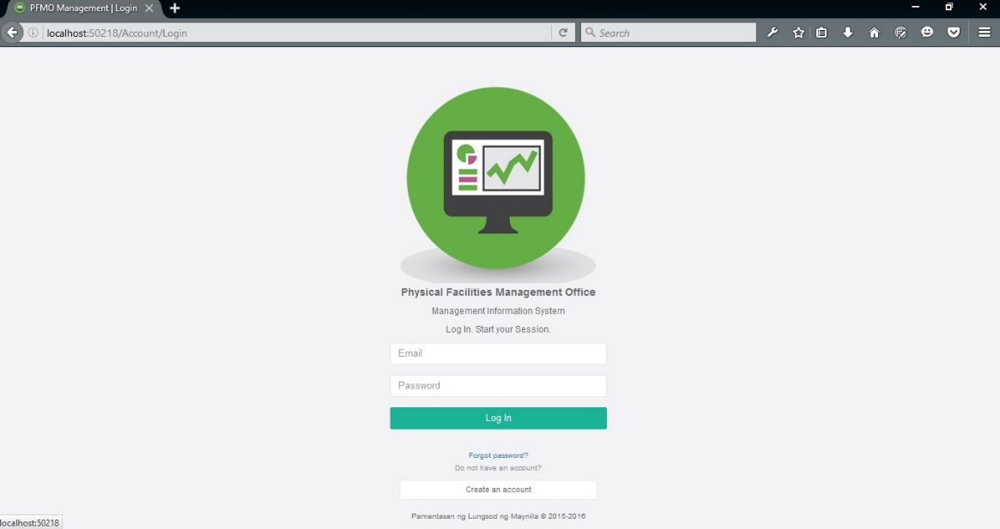 PFMO Management | Login
localhost:50218/Account/Login
Search
Physical Facilities Management Office
Management Information System
Log In. Start your Session.
Email
Password
Log In
Forgot password?
Do not have an account?
Create an account
Pamantasan ng Lungsod ng Maynila © 2015-2016
localhost:50218